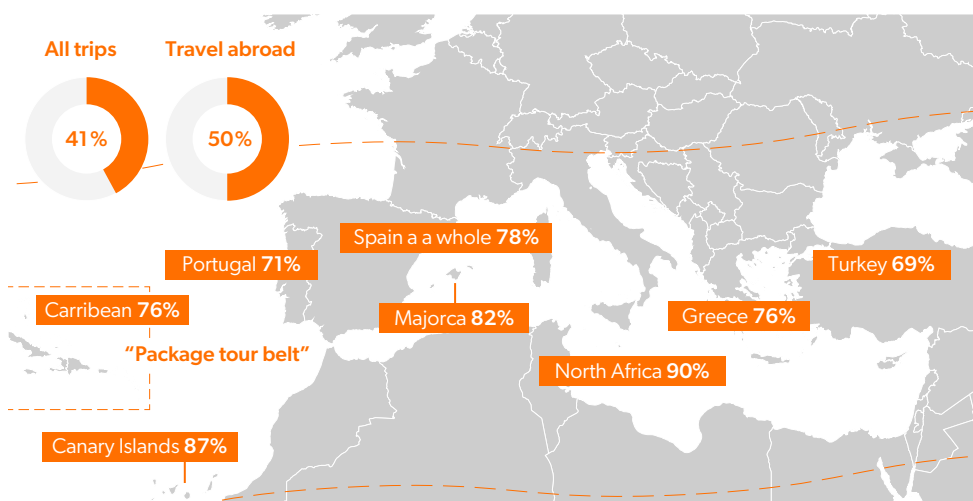 All trips
Travel abroad
41%
50%
Spain a a whole 78%
Portugal 71%
Turkey 69%
Carribean 76%
Majorca 82%
Greece 76%
"Package tour belt"
North Africa 90%
Canary Islands 87%